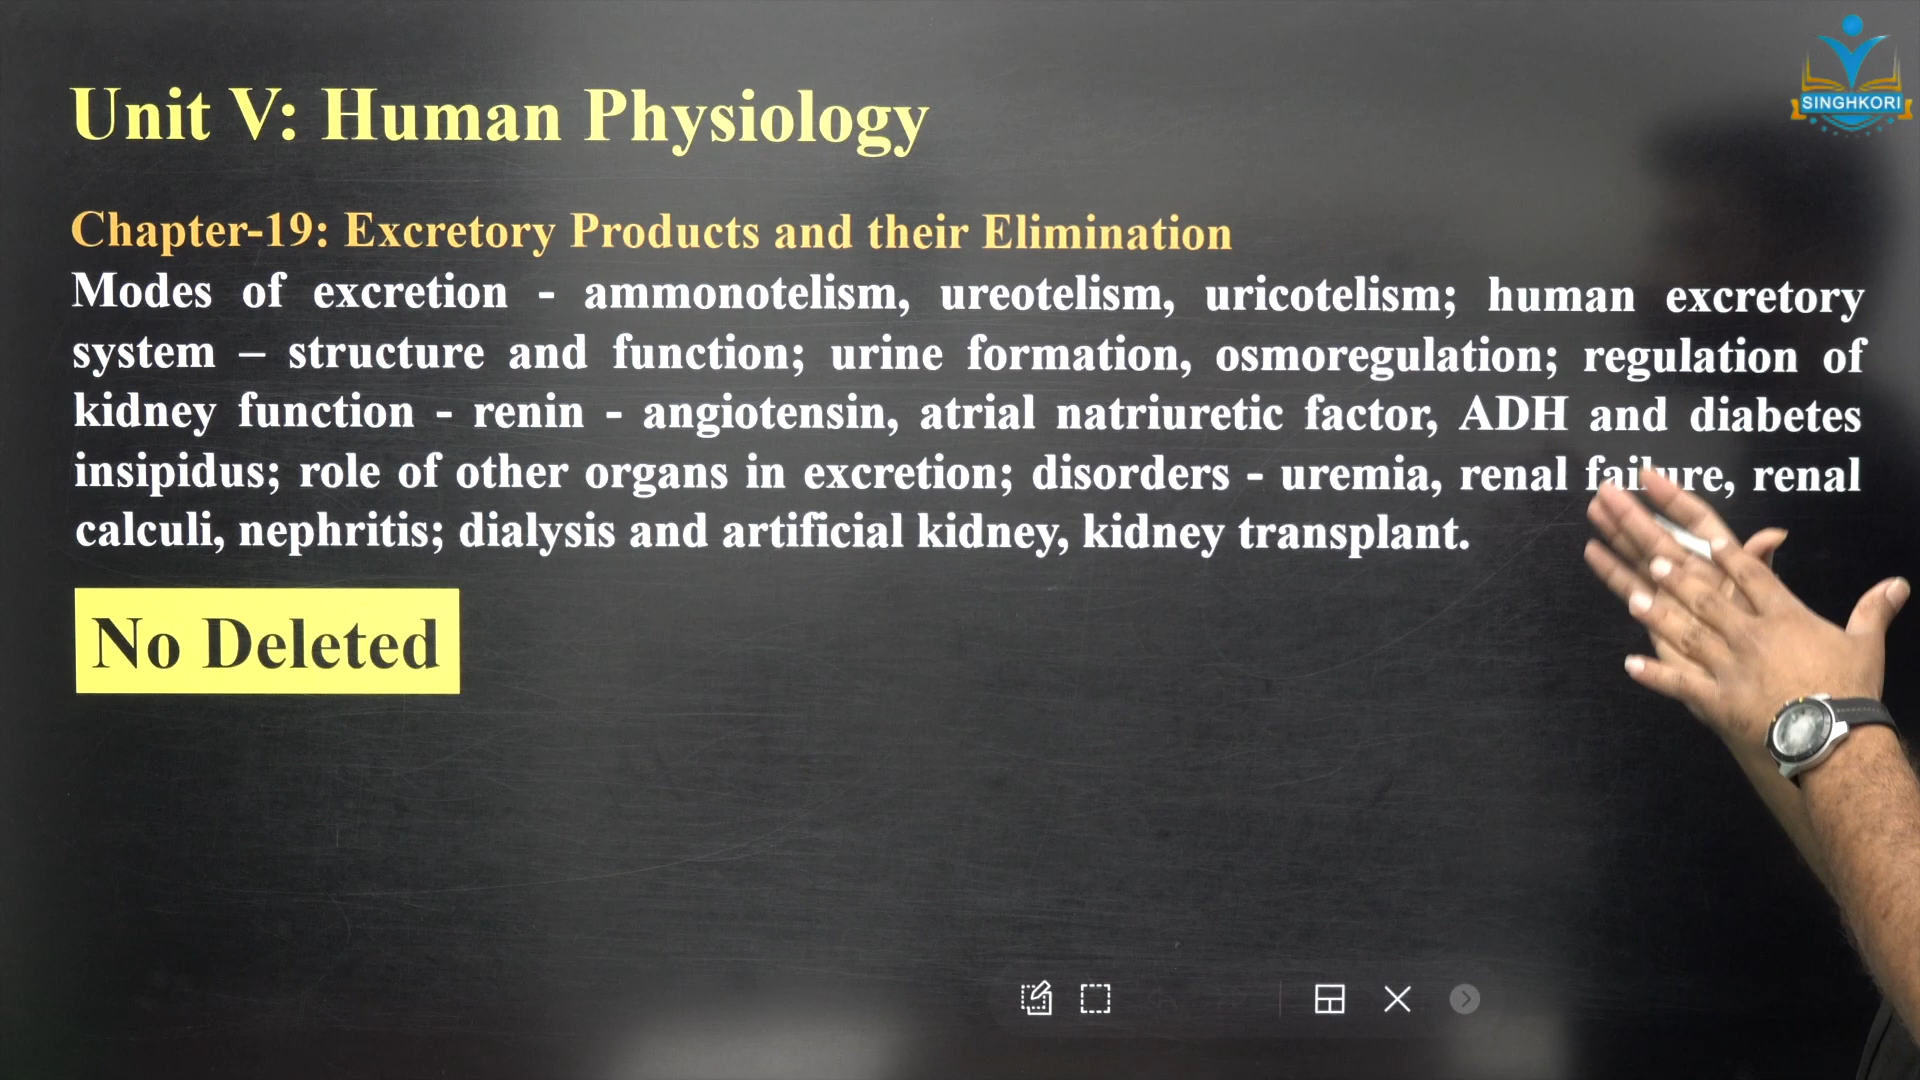 SINGHKORI
Unit V: Human Physiology
Chapter-19: Excretory Products and their Elimination
Modes of excretion - ammonotelism, ureotelism, uricotelism; human excretory
system – structure and function; urine formation, osmoregulation; regulation of
kidney function - renin - angiotensin, atrial natriuretic factor, ADH and diabetes
insipidus; role of other organs in excretion; disorders - uremia, renal failure, renal
calculi, nephritis; dialysis and artificial kidney, kidney transplant.
No Deleted